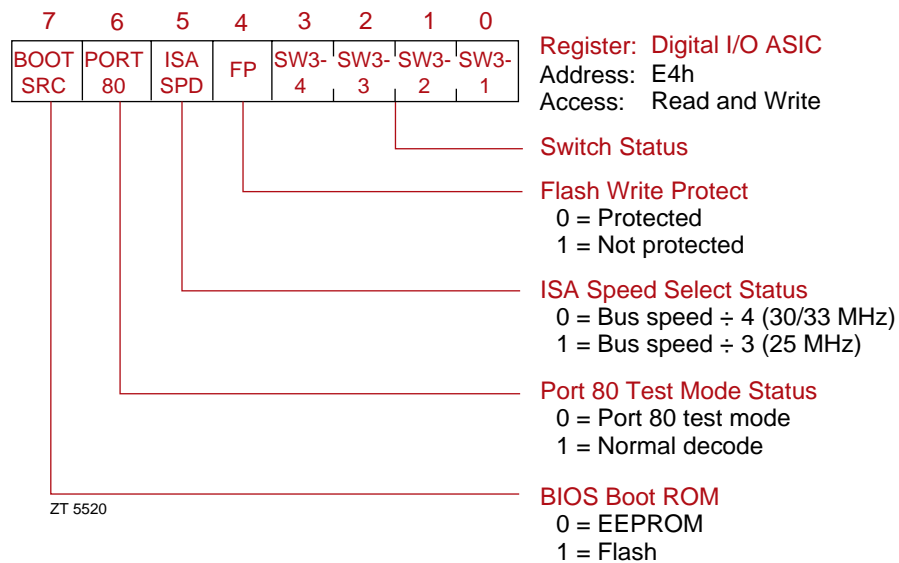 7 6 5 4 3 2 1 0
BOOT SRC PORT 80 ISA SPD FP SW3-4 SW3-3 SW3-2 SW3-1
Register: Digital I/O ASIC
Address: E4h
Access: Read and Write
Switch Status
Flash Write Protect
0 = Protected
1 = Not protected
ISA Speed Select Status
0 = Bus speed ÷ 4 (30/33 MHz)
1 = Bus speed ÷ 3 (25 MHz)
Port 80 Test Mode Status
0 = Port 80 test mode
1 = Normal decode
BIOS Boot ROM
0 = EEPROM
1 = Flash
ZT 5520